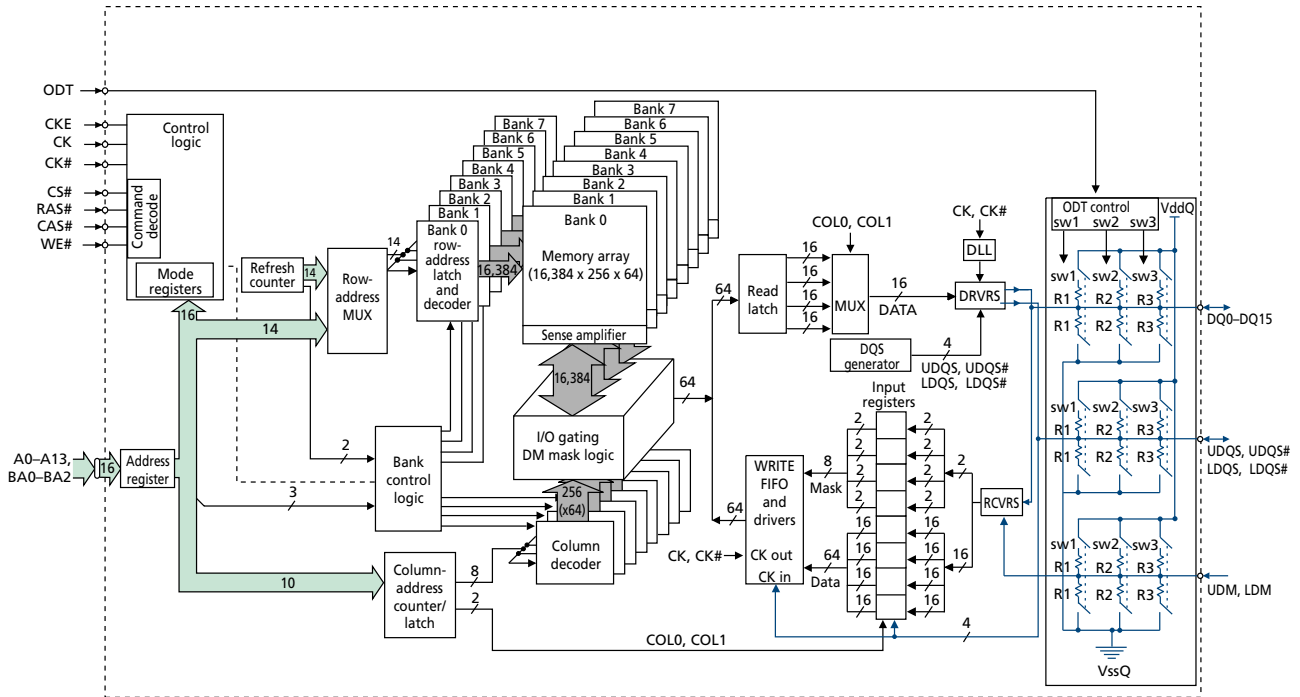 ODT
CKE
CK
CK#
CS#
RAS#
CAS#
WE#
Control
logic
Command
decode
Mode
registers
16
A0–A13,
BA0–BA2
16
Address
register
14
3
10
Refresh
counter
14
2
Row-
address
MUX
14
Bank 7
Bank 6
Bank 5
Bank 4
Bank 3
Bank 2
Bank 1
Bank 0
row-
address
latch
and
decoder
16,384
Bank 7
Bank 6
Bank 5
Bank 4
Bank 3
Bank 2
Bank 1
Bank 0
Memory array
(16,384 x 256 x 64)
Sense amplifier
16,384
I/O gating
DM mask logic
256
(x64)
Column
decoder
Bank
control
logic
Column-
address
counter/
latch
8
2
COL0, COL1
64
64
Read
latch
16
16
16
16
COL0, COL1
MUX
16
DATA
CK, CK#
DLL
DRVRS
DQS
generator
4
UDQS, UDQS#
LDQS, LDQS#
Input
registers
64
WRITE
FIFO
and
drivers
CK out
CK in
CK, CK#
8
Mask
64
Data
2
2
2
2
16
16
16
16
2
2
2
2
16
16
16
16
2
16
RCVRS
4
ODT control
VddQ
sw1 sw2 sw3
sw1 sw2 sw3
R1 R2 R3
R1 R2 R3
DQ0–DQ15
sw1 sw2 sw3
R1 R2 R3
R1 R2 R3
UDQS, UDQS#
LDQS, LDQS#
sw1 sw2 sw3
R1 R2 R3
R1 R2 R3
UDM, LDM
VssQ